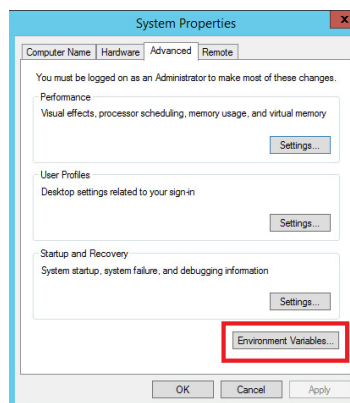 System Properties
x
Computer Name Hardware Advanced Remote
You must be logged on as an Administrator to make most of these changes.
Performance
Visual effects, processor scheduling, memory usage, and virtual memory
Settings...
User Profiles
Desktop settings related to your sign-in
Settings...
Startup and Recovery
System startup, system failure, and debugging information
Settings...
Environment Variables...
OK Cancel Apply